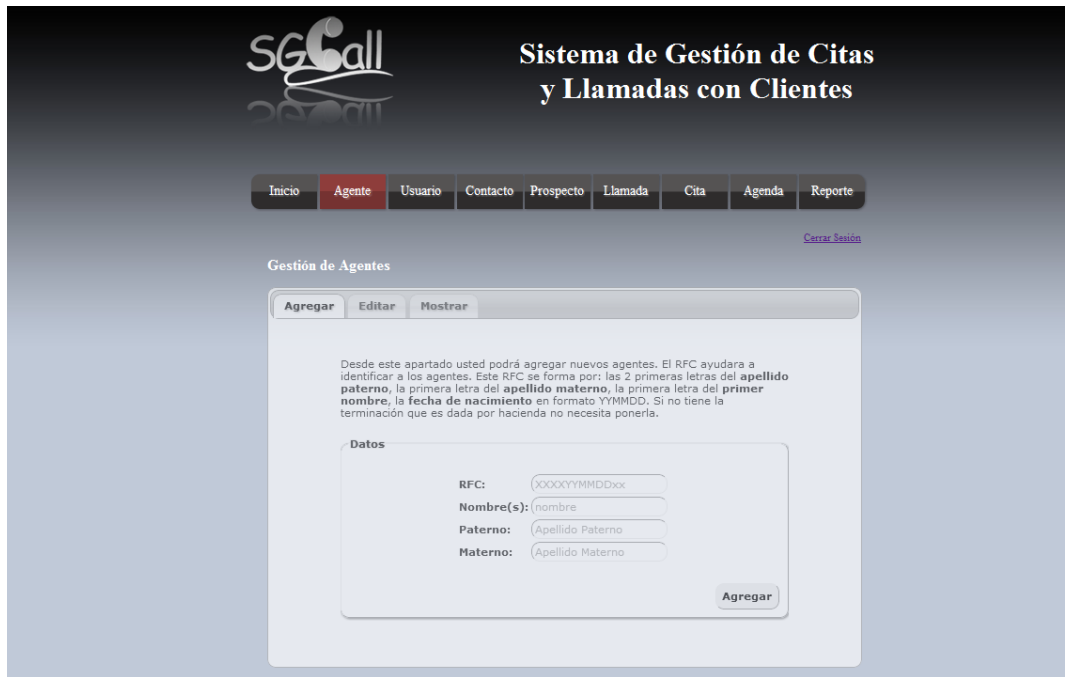 SGCall
Sistema de Gestión de Citas
y Llamadas con Clientes
Inicio Agente Usuario Contacto Prospecto Llamada Cita Agenda Reporte
Cerrar Sesión
Gestión de Agentes
Agregar Editar Mostrar
Desde este apartado usted podrá agregar nuevos agentes. El RFC ayudara a
identificar a los agentes. Este RFC se forma por: las 2 primeras letras del apellido
paterno, la primera letra del apellido materno, la primera letra del primer
nombre, la fecha de nacimiento en formato YYMMDD. Si no tiene la
terminación que es dada por hacienda no necesita ponerla.
Datos
RFC: XXXXYYMMDDxx
Nombre(s): nombre
Paterno: Apellido Paterno
Materno: Apellido Materno
Agregar